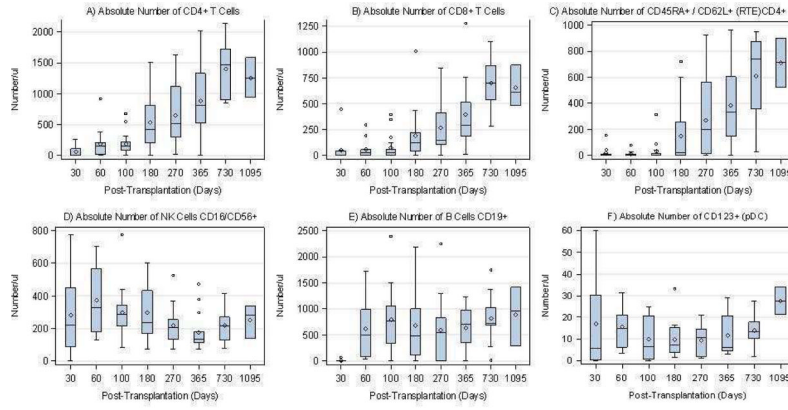 A) Absolute Number of CD4+ T Cells
Number/ul
2000
1500
1000
500
0
30 60 100 180 270 365 730 1095
Post-Transplantation (Days)
B) Absolute Number of CD8+ T Cells
Number/ul
1250
1000
750
500
250
0
30 60 100 180 270 365 730 1095
Post-Transplantation (Days)
C) Absolute Number of CD45RA+ / CD62L+ (RTE)CD4+
Number/ul
1000
800
600
400
200
0
30 60 100 180 270 365 730 1095
Post-Transplantation (Days)
D) Absolute Number of NK Cells CD16/CD56+
Number/ul
800
600
400
200
0
30 60 100 180 270 365 730 1095
Post-Transplantation (Days)
E) Absolute Number of B Cells CD19+
Number/ul
2500
2000
1500
1000
500
0
30 60 100 180 270 365 730 1095
Post-Transplantation (Days)
F) Absolute Number of CD123+ (pDC)
Number/ul
60
50
40
30
20
10
0
30 60 100 180 270 365 730 1095
Post-Transplantation (Days)